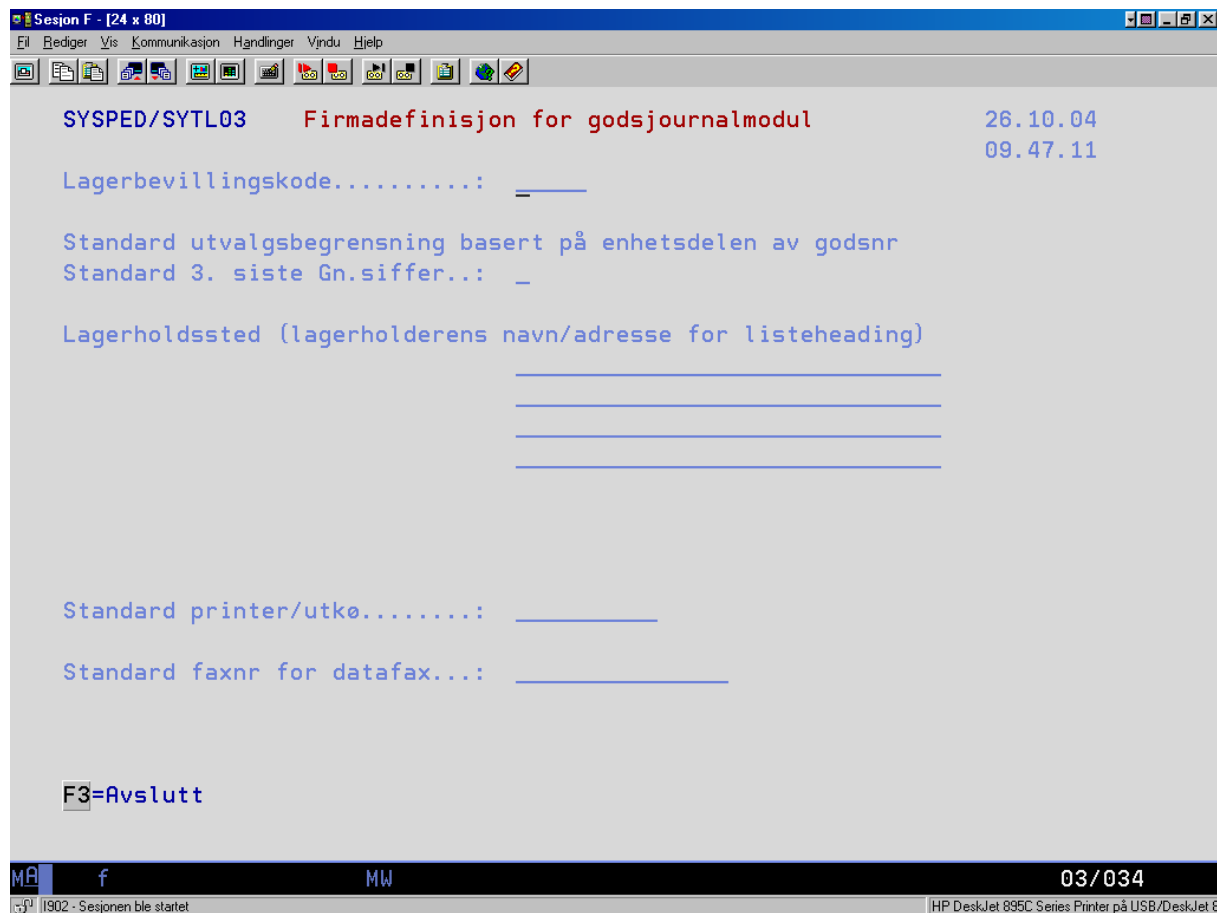 Sesjon F - [24 x 80]
Fil Rediger Vis Kommunikasjon Handlinger Vindu Hjelp
SYSPED/SYTL03 Firmadefinisjon for godsjournalmodul 26.10.04
09.47.11
Lagerbevillingskode..........: _____
Standard utvalgsbegrensning basert på enhetsdelen av godsnr
Standard 3. siste Gn.siffer..: _
Lagerholdssted (lagerholderens navn/adresse for listeheading)
Standard printer/utkø........: __________
Standard faxnr for datafax...: _______________
F3=Avslutt
MA f MW 03/034
I902 - Sesjonen ble startet HP DeskJet 895C Series Printer på USB/DeskJet 8